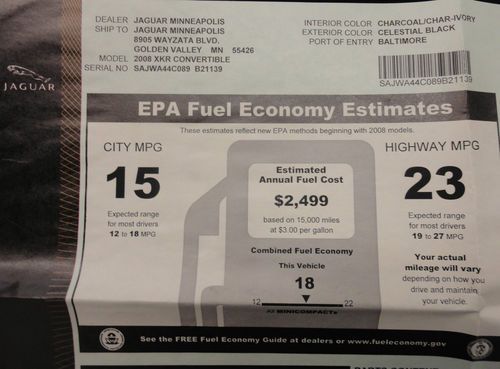 DEALER JAGUAR MINNEAPOLIS
SHIP TO JAGUAR MINNEAPOLIS
8905 WAYZATA BLVD.
GOLDEN VALLEY MN 55426
MODEL 2008 XKR CONVERTIBLE
SERIAL NO SAJWA44C089 B21139
INTERIOR COLOR CHARCOAL/CHAR-IVORY
EXTERIOR COLOR CELESTIAL BLACK
PORT OF ENTRY BALTIMORE
SAJWA44C089B21139
JAGUAR
EPA Fuel Economy Estimates
These estimates reflect new EPA methods beginning with 2008 models.
CITY MPG
15
Expected range
for most drivers
12 to 18 MPG
Estimated
Annual Fuel Cost
$2,499
based on 15,000 miles
at $3.00 per gallon
Combined Fuel Economy
This Vehicle
18
12 22
All MINICOMPACTs
HIGHWAY MPG
23
Expected range
for most drivers
19 to 27 MPG
Your actual
mileage will vary
depending on how you
drive and maintain
your vehicle.
See the FREE Fuel Economy Guide at dealers or www.fueleconomy.gov